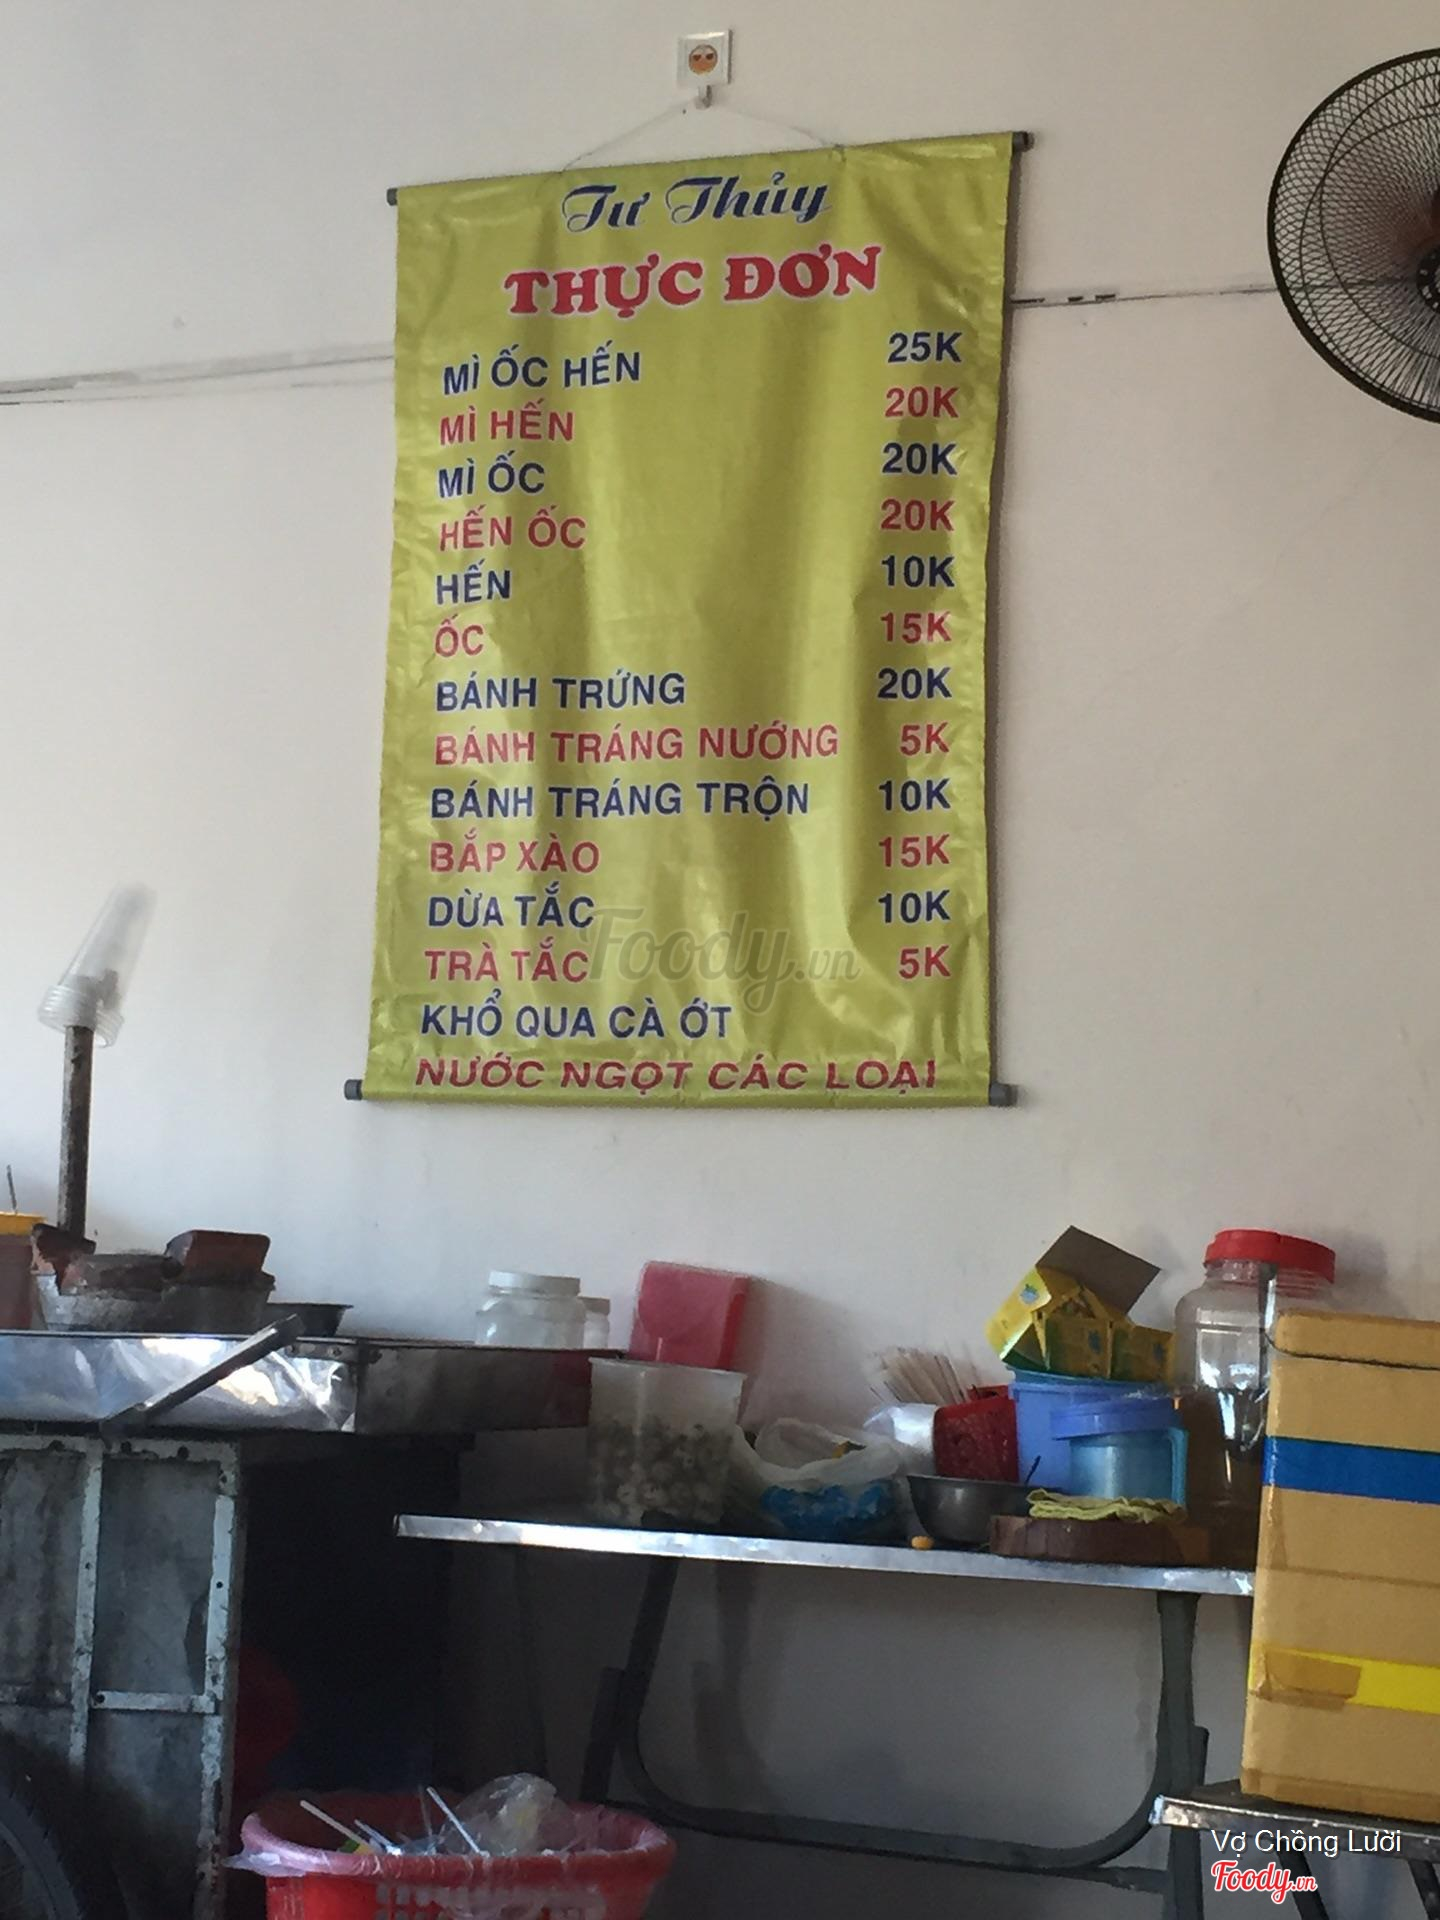 Tư Thủy
THỰC ĐƠN
MÌ ỐC HẾN 25K
MÌ HẾN 20K
MÌ ỐC 20K
HẾN ỐC 20K
HẾN 10K
ỐC 15K
BÁNH TRỨNG 20K
BÁNH TRÁNG NƯỚNG 5K
BÁNH TRÁNG TRỘN 10K
BẮP XÀO 15K
DỪA TẮC 10K
TRÀ TẮC 5K
KHỔ QUA CÀ ỚT
NƯỚC NGỌT CÁC LOẠI
Foody.vn
Vợ Chồng Lười
Foody.vn